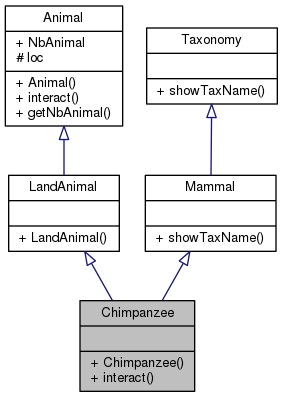 Animal
+ NbAnimal
# loc
+ Animal()
+ interact()
+ getNbAnimal()
Taxonomy
+ showTaxName()
LandAnimal
+ LandAnimal()
Mammal
+ showTaxName()
Chimpanzee
+ Chimpanzee()
+ interact()